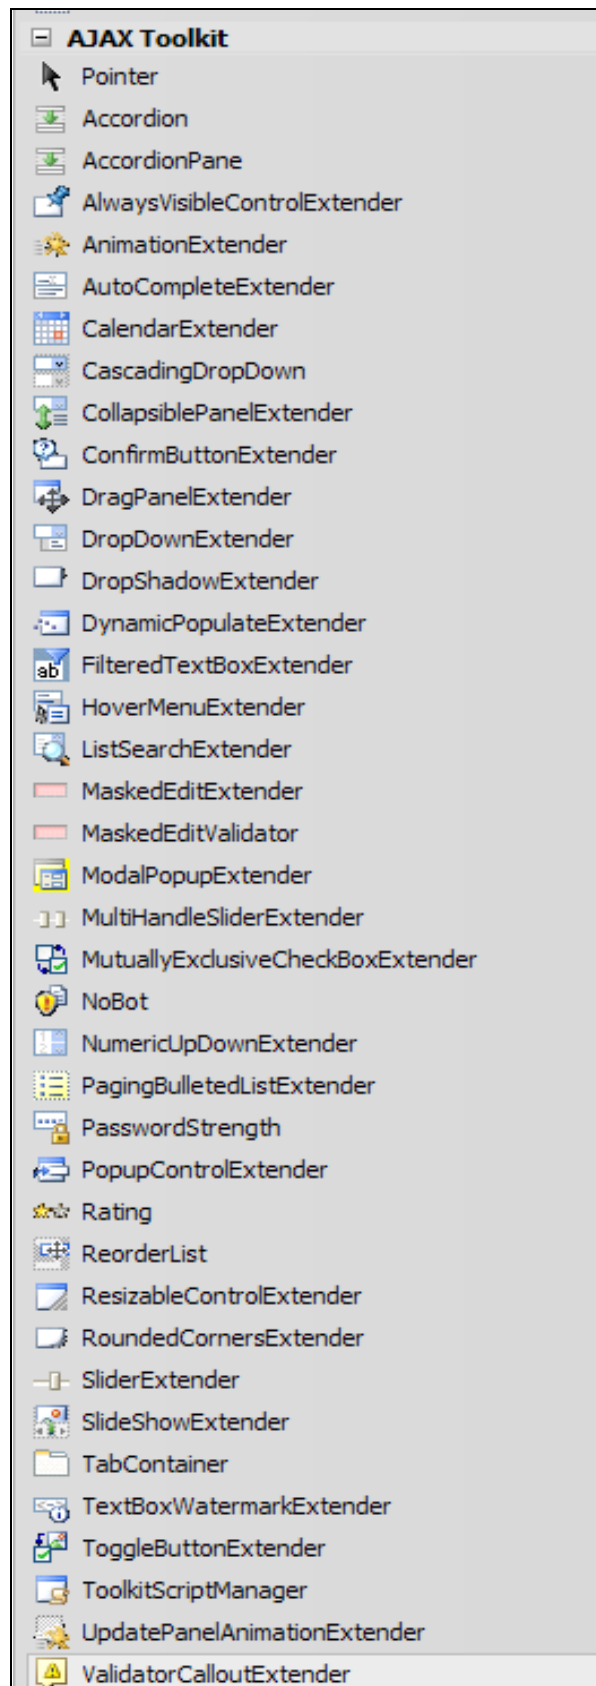 AJAX Toolkit
Pointer
Accordion
AccordionPane
AlwaysVisibleControlExtender
AnimationExtender
AutoCompleteExtender
CalendarExtender
CascadingDropDown
CollapsiblePanelExtender
ConfirmButtonExtender
DragPanelExtender
DropDownExtender
DropShadowExtender
DynamicPopulateExtender
FilteredTextBoxExtender
HoverMenuExtender
ListSearchExtender
MaskedEditExtender
MaskedEditValidator
ModalPopupExtender
MultiHandleSliderExtender
MutuallyExclusiveCheckBoxExtender
NoBot
NumericUpDownExtender
PagingBulletedListExtender
PasswordStrength
PopupControlExtender
Rating
ReorderList
ResizableControlExtender
RoundedCornersExtender
SliderExtender
SlideShowExtender
TabContainer
TextBoxWatermarkExtender
ToggleButtonExtender
ToolkitScriptManager
UpdatePanelAnimationExtender
ValidatorCalloutExtender